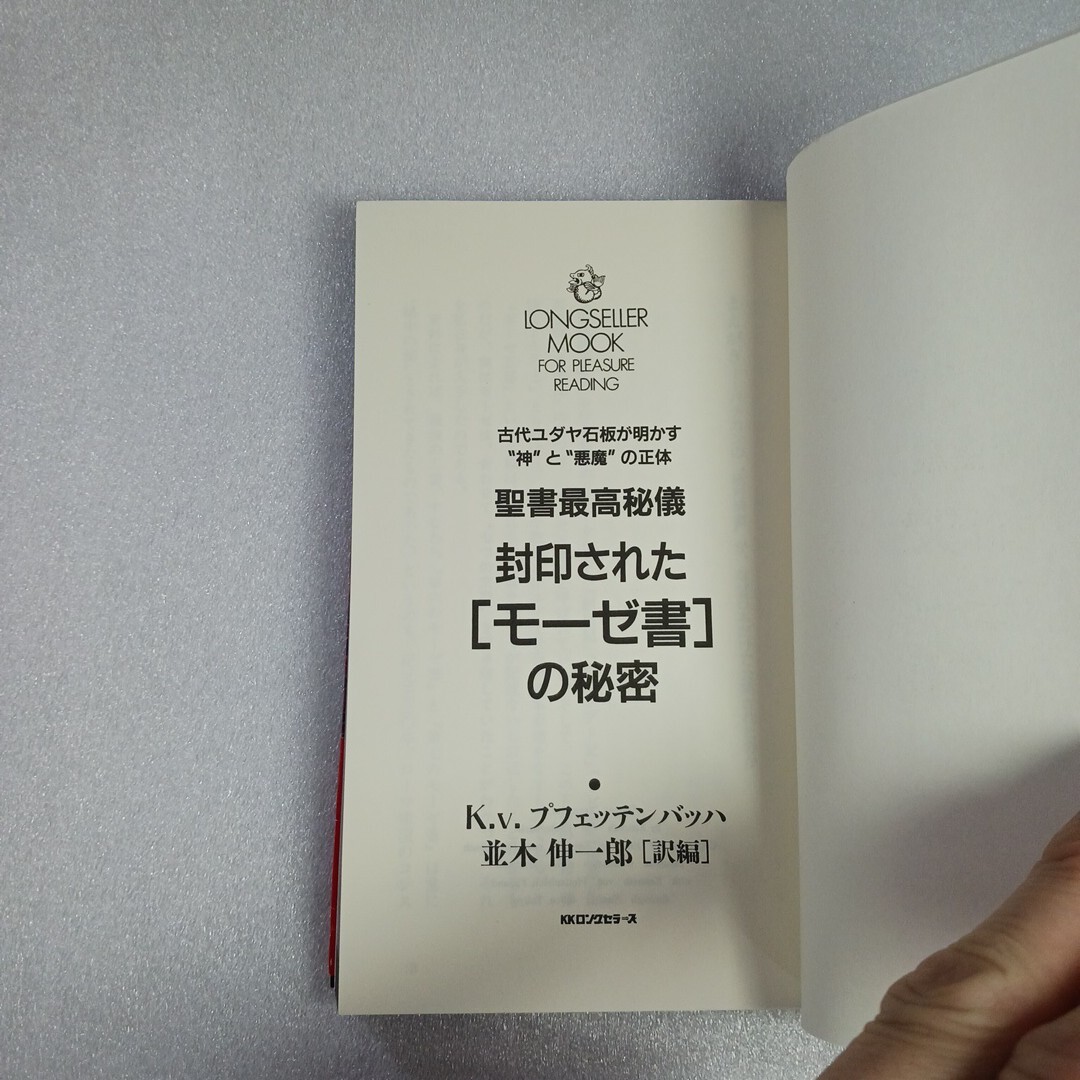 LONGSELLER
MOOK
FOR PLEASURE
READING
古代ユダヤ石板が明かす
“神”と“悪魔”の正体
聖書最高秘儀
封印された
［モーゼ書］
の秘密
●
K.v. プフェッテンバッハ
並木 伸一郎［訳編］
KKロングセラーズ